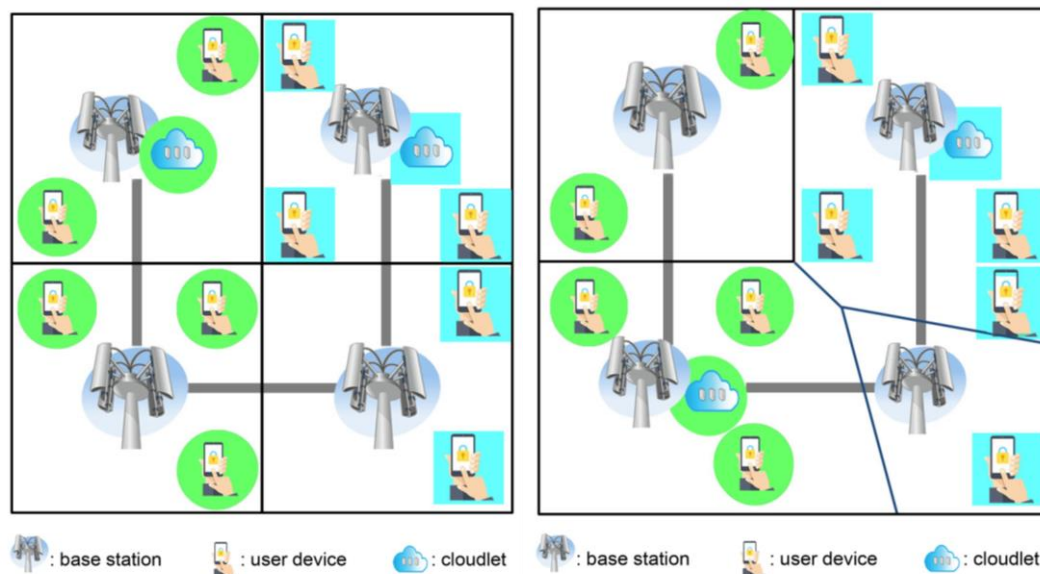 : base station : user device : cloudlet
: base station : user device : cloudlet